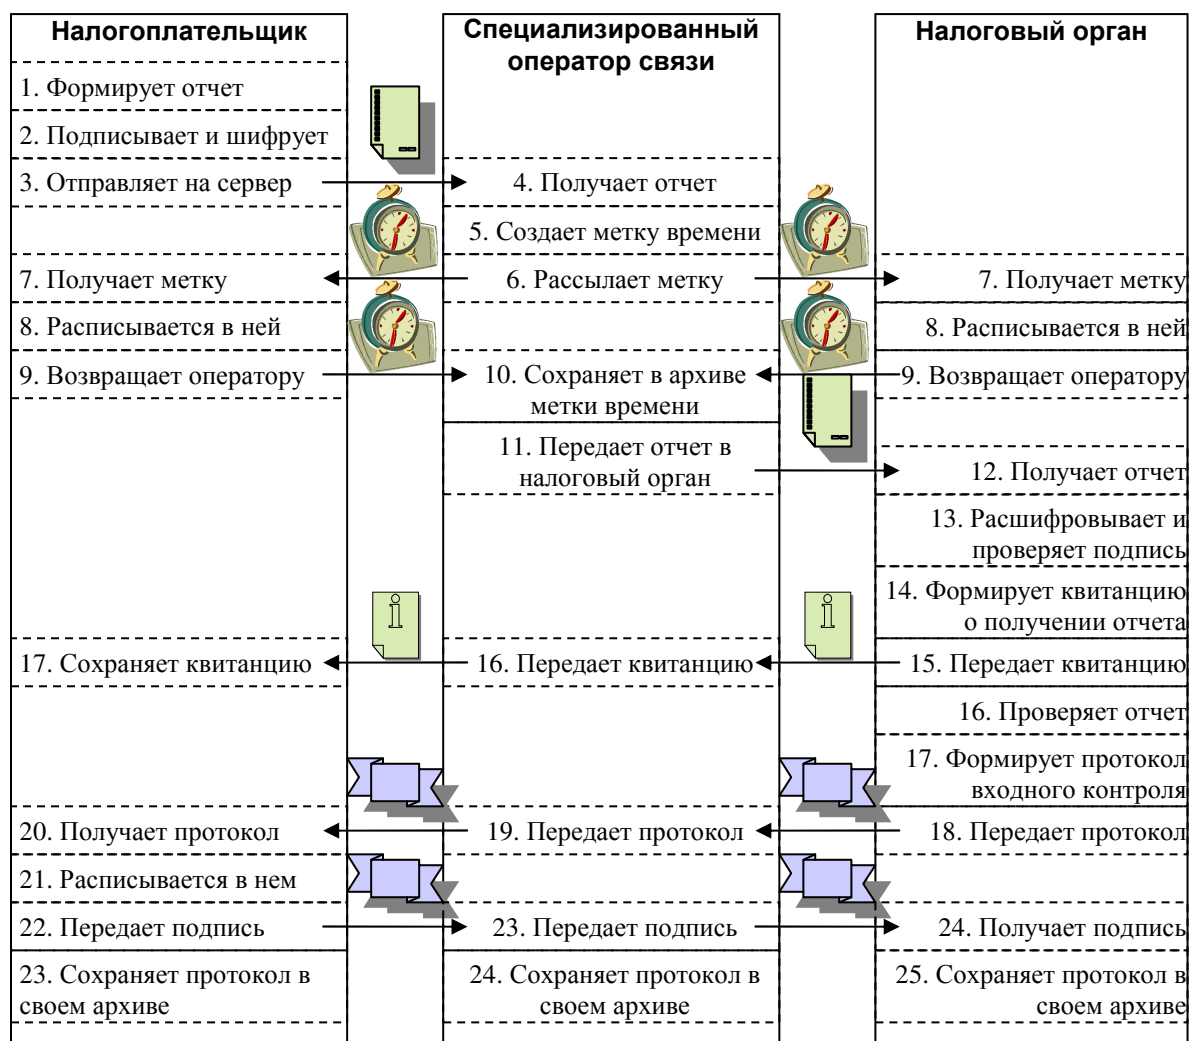 Налогоплательщик
Специализированный
оператор связи
Налоговый орган
1. Формирует отчет
2. Подписывает и шифрует
3. Отправляет на сервер
4. Получает отчет
5. Создает метку времени
7. Получает метку
6. Рассылает метку
7. Получает метку
8. Расписывается в ней
8. Расписывается в ней
9. Возвращает оператору
10. Сохраняет в архиве
метки времени
9. Возвращает оператору
11. Передает отчет в
налоговый орган
12. Получает отчет
13. Расшифровывает и
проверяет подпись
14. Формирует квитанцию
о получении отчета
17. Сохраняет квитанцию
16. Передает квитанцию
15. Передает квитанцию
16. Проверяет отчет
17. Формирует протокол
входного контроля
20. Получает протокол
19. Передает протокол
18. Передает протокол
21. Расписывается в нем
22. Передает подпись
23. Передает подпись
24. Получает подпись
23. Сохраняет протокол в
своем архиве
24. Сохраняет протокол в
своем архиве
25. Сохраняет протокол в
своем архиве